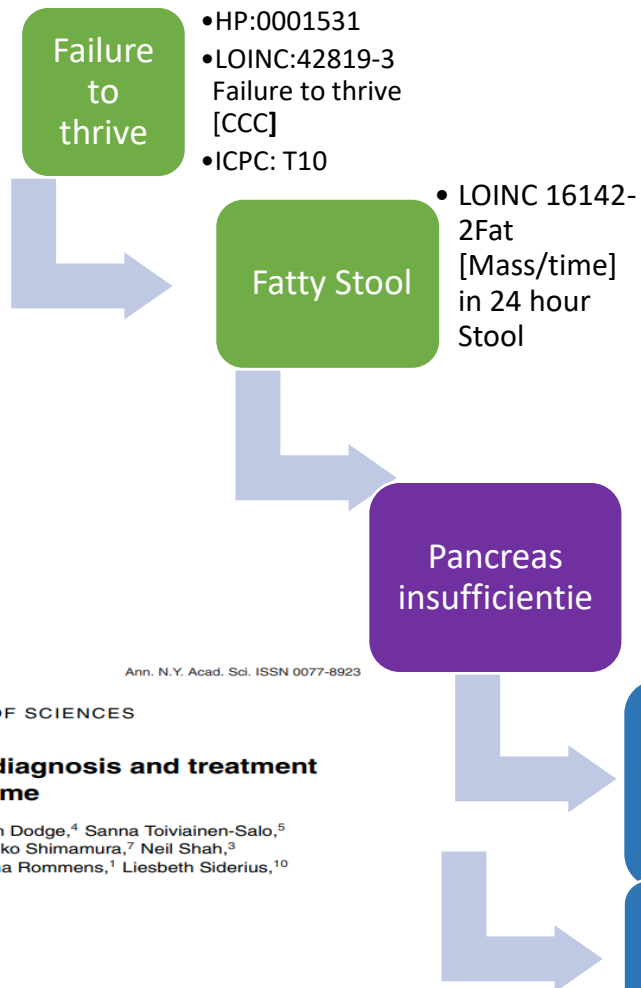 Failure
to
thrive
•HP:0001531
•LOINC:42819-3
Failure to thrive
[CCC]
•ICPC: T10
Fatty Stool
• LOINC 16142-
2Fat
[Mass/time]
in 24 hour
Stool
Pancreas
insufficientie
Ann. N.Y. Acad. Sci. ISSN 0077-8923
OF SCIENCES
diagnosis and treatment
me
n Dodge,⁴ Sanna Toiviainen-Salo,⁵
ko Shimamura,⁷ Neil Shah,³
na Rommens,¹ Liesbeth Siderius,¹⁰